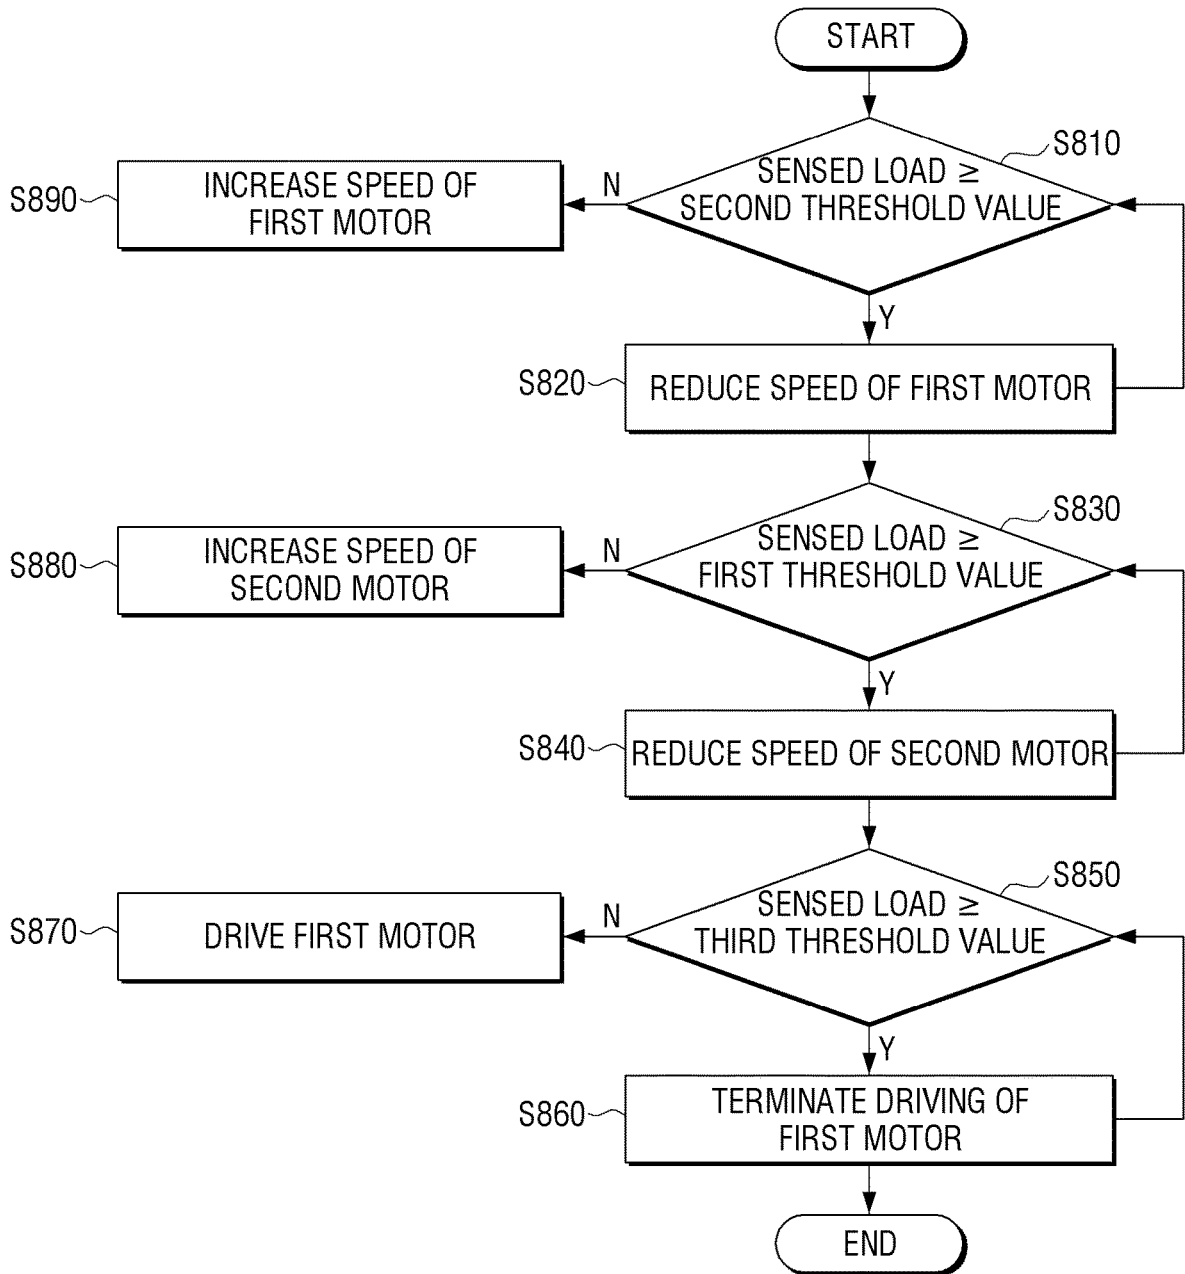 START
S810
SENSED LOAD ≥
SECOND THRESHOLD VALUE
N
S890
INCREASE SPEED OF
FIRST MOTOR
Y
S820
REDUCE SPEED OF FIRST MOTOR
S830
SENSED LOAD ≥
FIRST THRESHOLD VALUE
N
S880
INCREASE SPEED OF
SECOND MOTOR
Y
S840
REDUCE SPEED OF SECOND MOTOR
S850
SENSED LOAD ≥
THIRD THRESHOLD VALUE
N
S870
DRIVE FIRST MOTOR
Y
S860
TERMINATE DRIVING OF
FIRST MOTOR
END